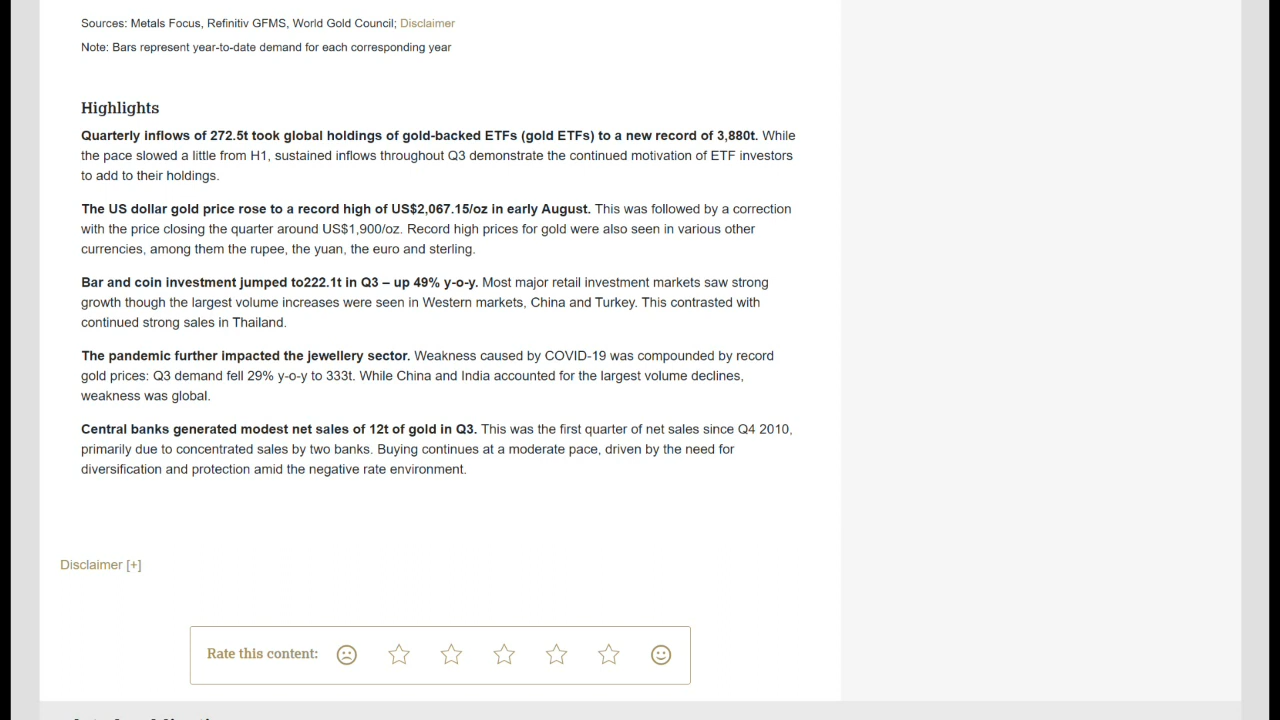 Sources: Metals Focus, Refinitiv GFMS, World Gold Council; Disclaimer
Note: Bars represent year-to-date demand for each corresponding year
Highlights
Quarterly inflows of 272.5t took global holdings of gold-backed ETFs (gold ETFs) to a new record of 3,880t. While
the pace slowed a little from H1, sustained inflows throughout Q3 demonstrate the continued motivation of ETF investors
to add to their holdings.
The US dollar gold price rose to a record high of US$2,067.15/oz in early August. This was followed by a correction
with the price closing the quarter around US$1,900/oz. Record high prices for gold were also seen in various other
currencies, among them the rupee, the yuan, the euro and sterling.
Bar and coin investment jumped to222.1t in Q3 – up 49% y-o-y. Most major retail investment markets saw strong
growth though the largest volume increases were seen in Western markets, China and Turkey. This contrasted with
continued strong sales in Thailand.
The pandemic further impacted the jewellery sector. Weakness caused by COVID-19 was compounded by record
gold prices: Q3 demand fell 29% y-o-y to 333t. While China and India accounted for the largest volume declines,
weakness was global.
Central banks generated modest net sales of 12t of gold in Q3. This was the first quarter of net sales since Q4 2010,
primarily due to concentrated sales by two banks. Buying continues at a moderate pace, driven by the need for
diversification and protection amid the negative rate environment.
Disclaimer [+]
Rate this content: